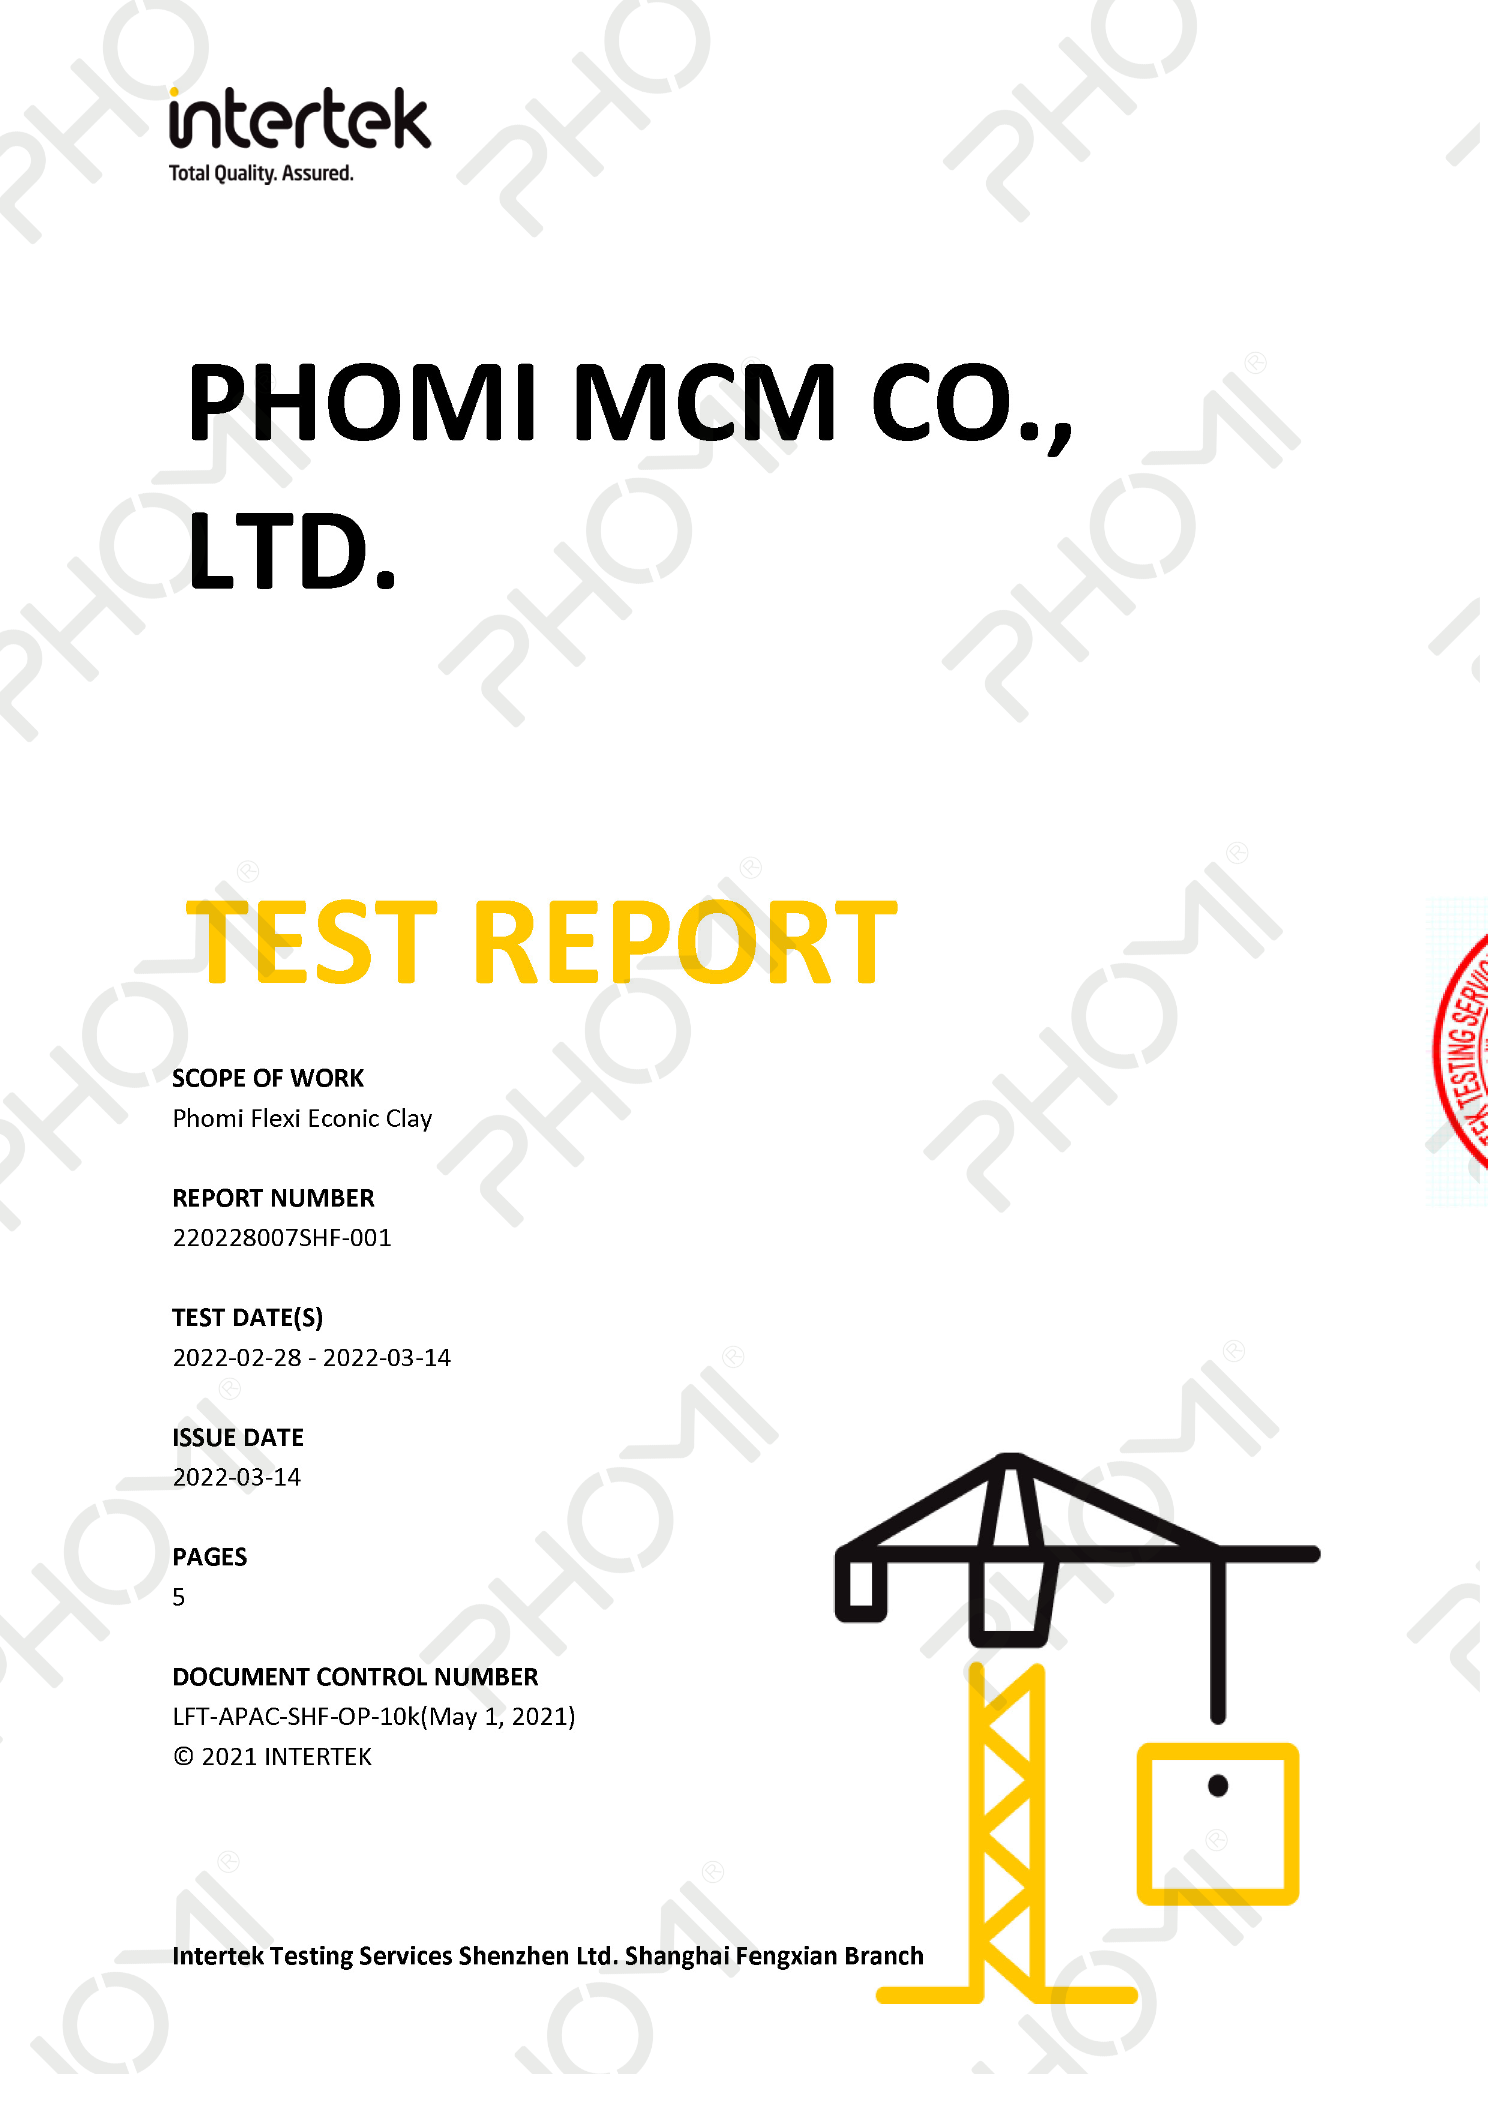 intertek
Total Quality. Assured.
PHOMI MCM CO.,
LTD.
TEST REPORT
SCOPE OF WORK
Phomi Flexi Econic Clay
REPORT NUMBER
220228007SHF-001
TEST DATE(S)
2022-02-28 - 2022-03-14
ISSUE DATE
2022-03-14
PAGES
5
DOCUMENT CONTROL NUMBER
LFT-APAC-SHF-OP-10k(May 1, 2021)
© 2021 INTERTEK
Intertek Testing Services Shenzhen Ltd. Shanghai Fengxian Branch
PHOMI®
TESTING